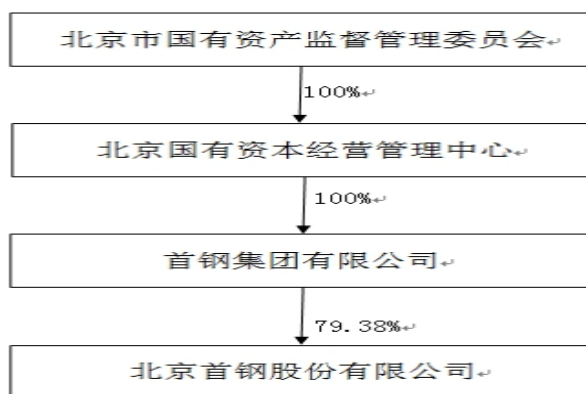 北京市国有资产监督管理委员会
100%
北京国有资本经营管理中心
100%
首钢集团有限公司
79.38%
北京首钢股份有限公司